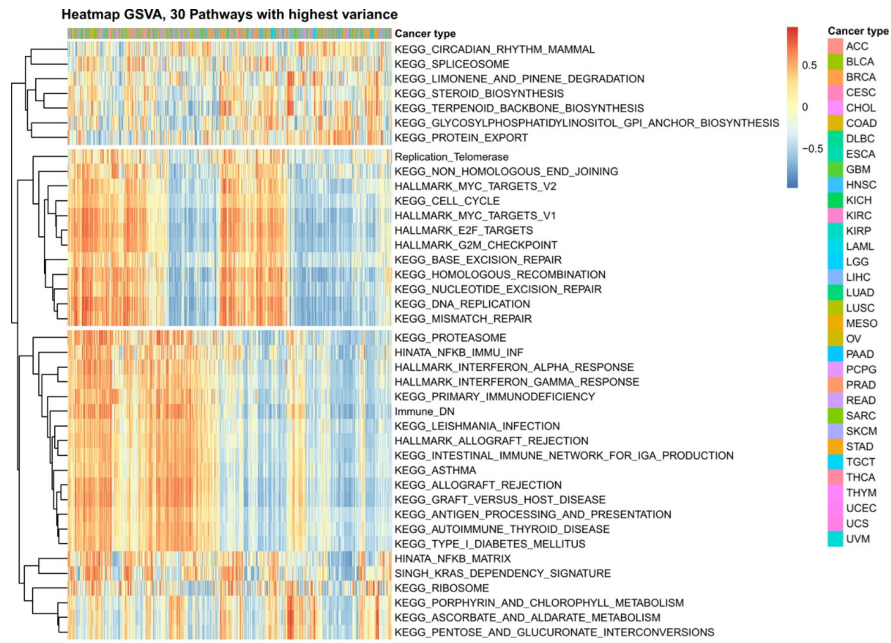 Heatmap GSVA, 30 Pathways with highest variance
Cancer type
KEGG_CIRCADIAN_RHYTHM_MAMMAL
KEGG_SPLICEOSOME
KEGG_LIMONENE_AND_PINENE_DEGRADATION
KEGG_STEROID_BIOSYNTHESIS
KEGG_TERPENOID_BACKBONE_BIOSYNTHESIS
KEGG_GLYCOSYLPHOSPHATIDYLINOSITOL_GPI_ANCHOR_BIOSYNTHESIS
KEGG_PROTEIN_EXPORT
Replication_Telomerase
KEGG_NON_HOMOLOGOUS_END_JOINING
HALLMARK_MYC_TARGETS_V2
KEGG_CELL_CYCLE
HALLMARK_MYC_TARGETS_V1
HALLMARK_E2F_TARGETS
HALLMARK_G2M_CHECKPOINT
KEGG_BASE_EXCISION_REPAIR
KEGG_HOMOLOGOUS_RECOMBINATION
KEGG_NUCLEOTIDE_EXCISION_REPAIR
KEGG_DNA_REPLICATION
KEGG_MISMATCH_REPAIR
KEGG_PROTEASOME
HINATA_NFKB_IMMU_INF
HALLMARK_INTERFERON_ALPHA_RESPONSE
HALLMARK_INTERFERON_GAMMA_RESPONSE
KEGG_PRIMARY_IMMUNODEFICIENCY
Immune_DN
KEGG_LEISHMANIA_INFECTION
HALLMARK_ALLOGRAFT_REJECTION
KEGG_INTESTINAL_IMMUNE_NETWORK_FOR_IGA_PRODUCTION
KEGG_ASTHMA
KEGG_ALLOGRAFT_REJECTION
KEGG_GRAFT_VERSUS_HOST_DISEASE
KEGG_ANTIGEN_PROCESSING_AND_PRESENTATION
KEGG_AUTOIMMUNE_THYROID_DISEASE
KEGG_TYPE_I_DIABETES_MELLITUS
HINATA_NFKB_MATRIX
SINGH_KRAS_DEPENDENCY_SIGNATURE
KEGG_RIBOSOME
KEGG_PORPHYRIN_AND_CHLOROPHYLL_METABOLISM
KEGG_ASCORBATE_AND_ALDARATE_METABOLISM
KEGG_PENTOSE_AND_GLUCURONATE_INTERCONVERSIONS
0.5
0
−0.5
Cancer type
ACC
BLCA
BRCA
CESC
CHOL
COAD
DLBC
ESCA
GBM
HNSC
KICH
KIRC
KIRP
LAML
LGG
LIHC
LUAD
LUSC
MESO
OV
PAAD
PCPG
PRAD
READ
SARC
SKCM
STAD
TGCT
THCA
THYM
UCEC
UCS
UVM